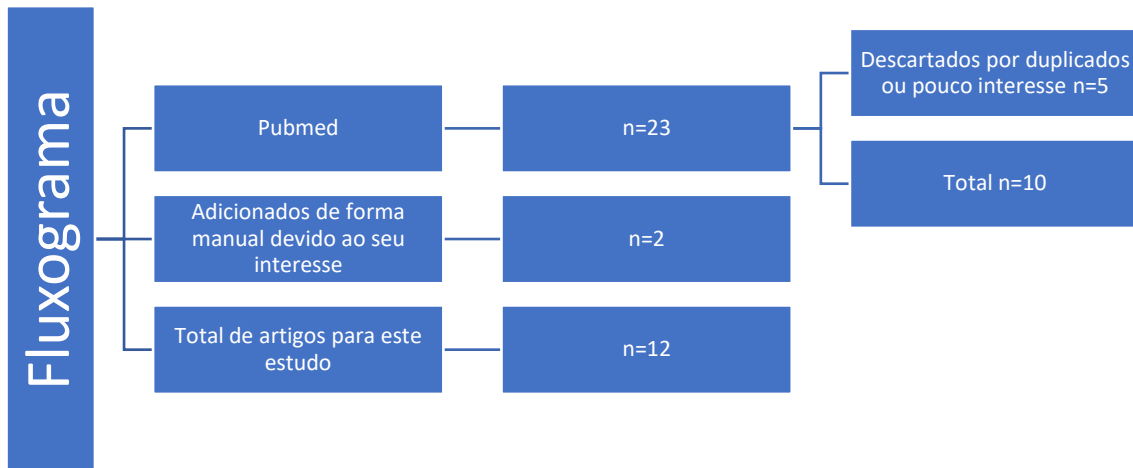 Fluxograma
Pubmed
n=23
Descartados por duplicados
ou pouco interesse n=5
Total n=10
Adicionados de forma
manual devido ao seu
interesse
n=2
Total de artigos para este
estudo
n=12